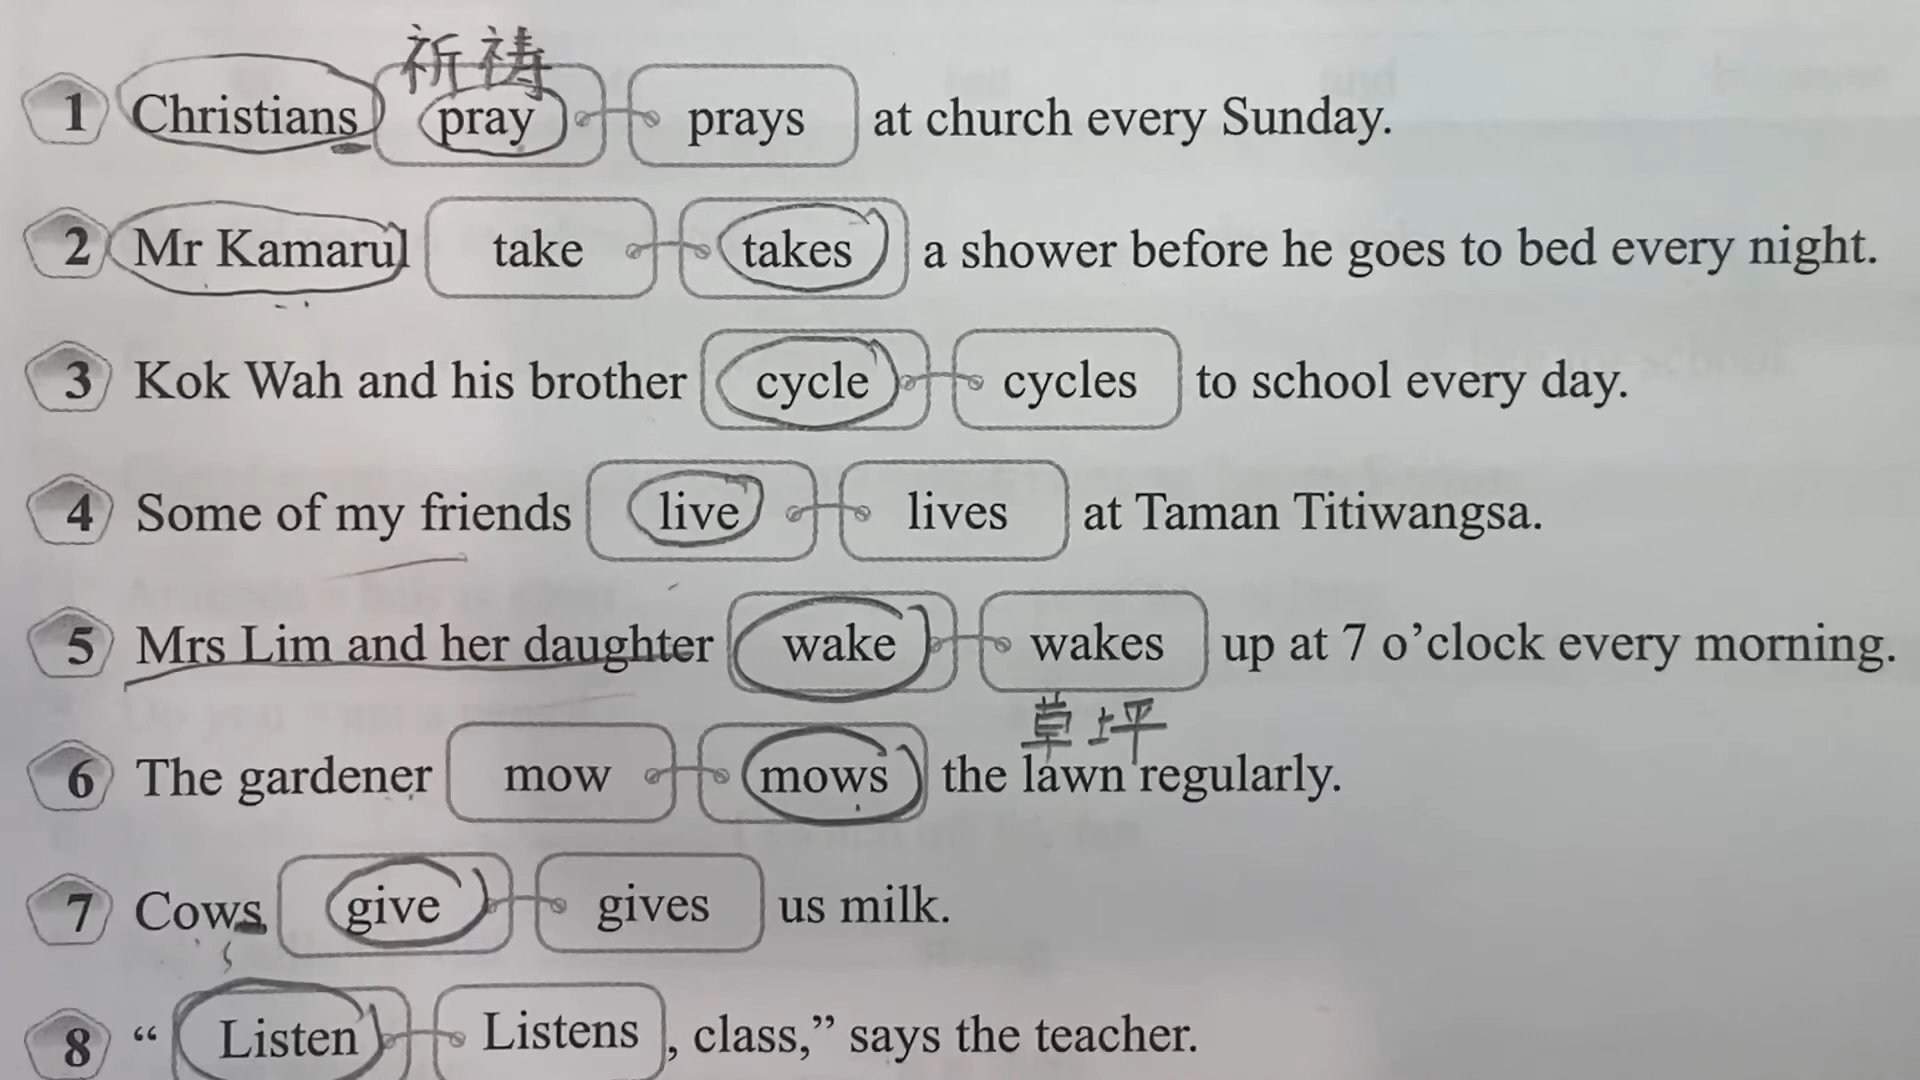 祈祷
1 Christians pray prays at church every Sunday.
2 Mr Kamarul take takes a shower before he goes to bed every night.
3 Kok Wah and his brother cycle cycles to school every day.
4 Some of my friends live lives at Taman Titiwangsa.
5 Mrs Lim and her daughter wake wakes up at 7 o’clock every morning.
草坪
6 The gardener mow mows the lawn regularly.
7 Cows give gives us milk.
8 “ Listen Listens , class,” says the teacher.